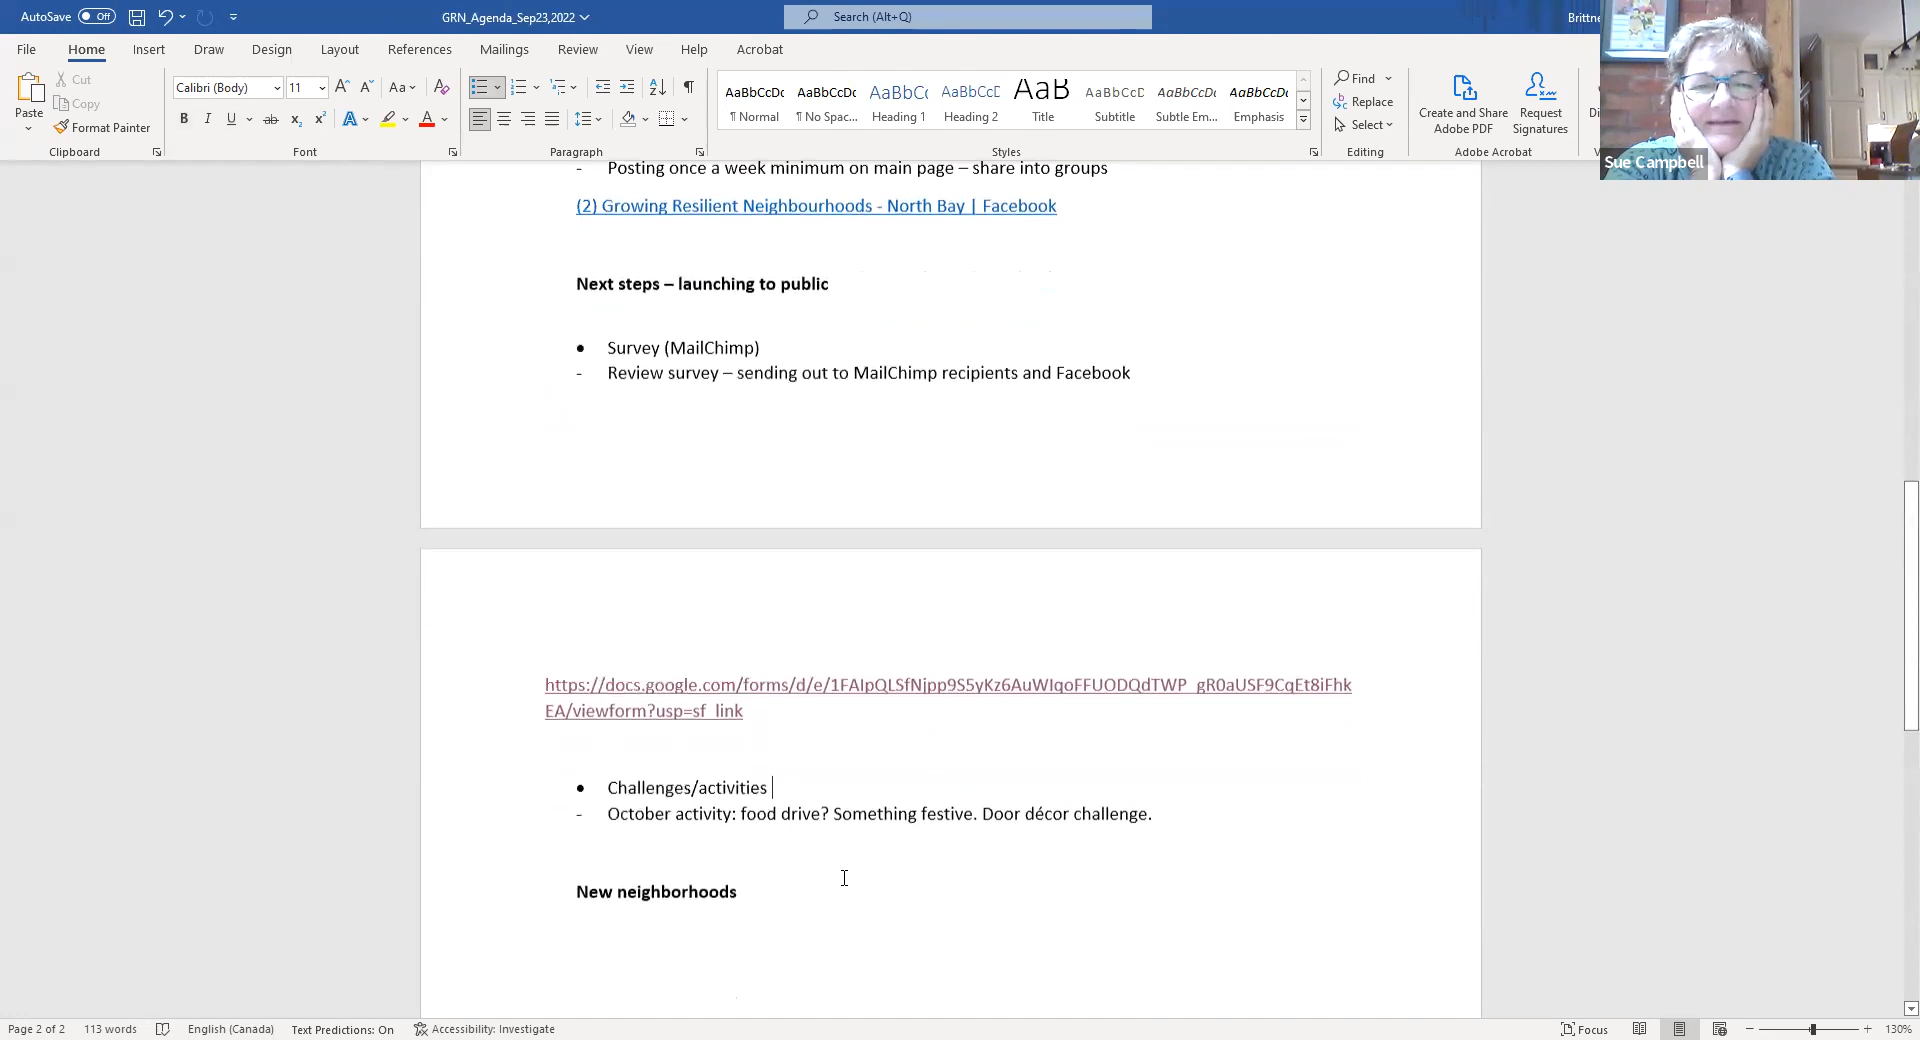 AutoSave Off GRN_Agenda_Sep23,2022 Search (Alt+Q) Brittne
File Home Insert Draw Design Layout References Mailings Review View Help Acrobat
Paste Cut Copy Format Painter
Calibri (Body) 11 Aa
AaBbCcDc AaBbCcDc AaBbC AaBbCcD AaB AaBbCcD AaBbCcDc AaBbCcDc
¶ Normal ¶ No Spac... Heading 1 Heading 2 Title Subtitle Subtle Em... Emphasis
Find Replace Select
Create and Share Adobe PDF Request Signatures
Clipboard Font Paragraph Styles Editing Adobe Acrobat
Sue Campbell
- Posting once a week minimum on main page – share into groups
(2) Growing Resilient Neighbourhoods - North Bay | Facebook
Next steps – launching to public
• Survey (MailChimp)
- Review survey – sending out to MailChimp recipients and Facebook
https://docs.google.com/forms/d/e/1FAIpQLSfNjpp9S5yKz6AuWIqoFFUODQdTWP_gR0aUSF9CqEt8iFhk
EA/viewform?usp=sf_link
• Challenges/activities
- October activity: food drive? Something festive. Door décor challenge.
New neighborhoods
Page 2 of 2 113 words English (Canada) Text Predictions: On Accessibility: Investigate Focus 130%